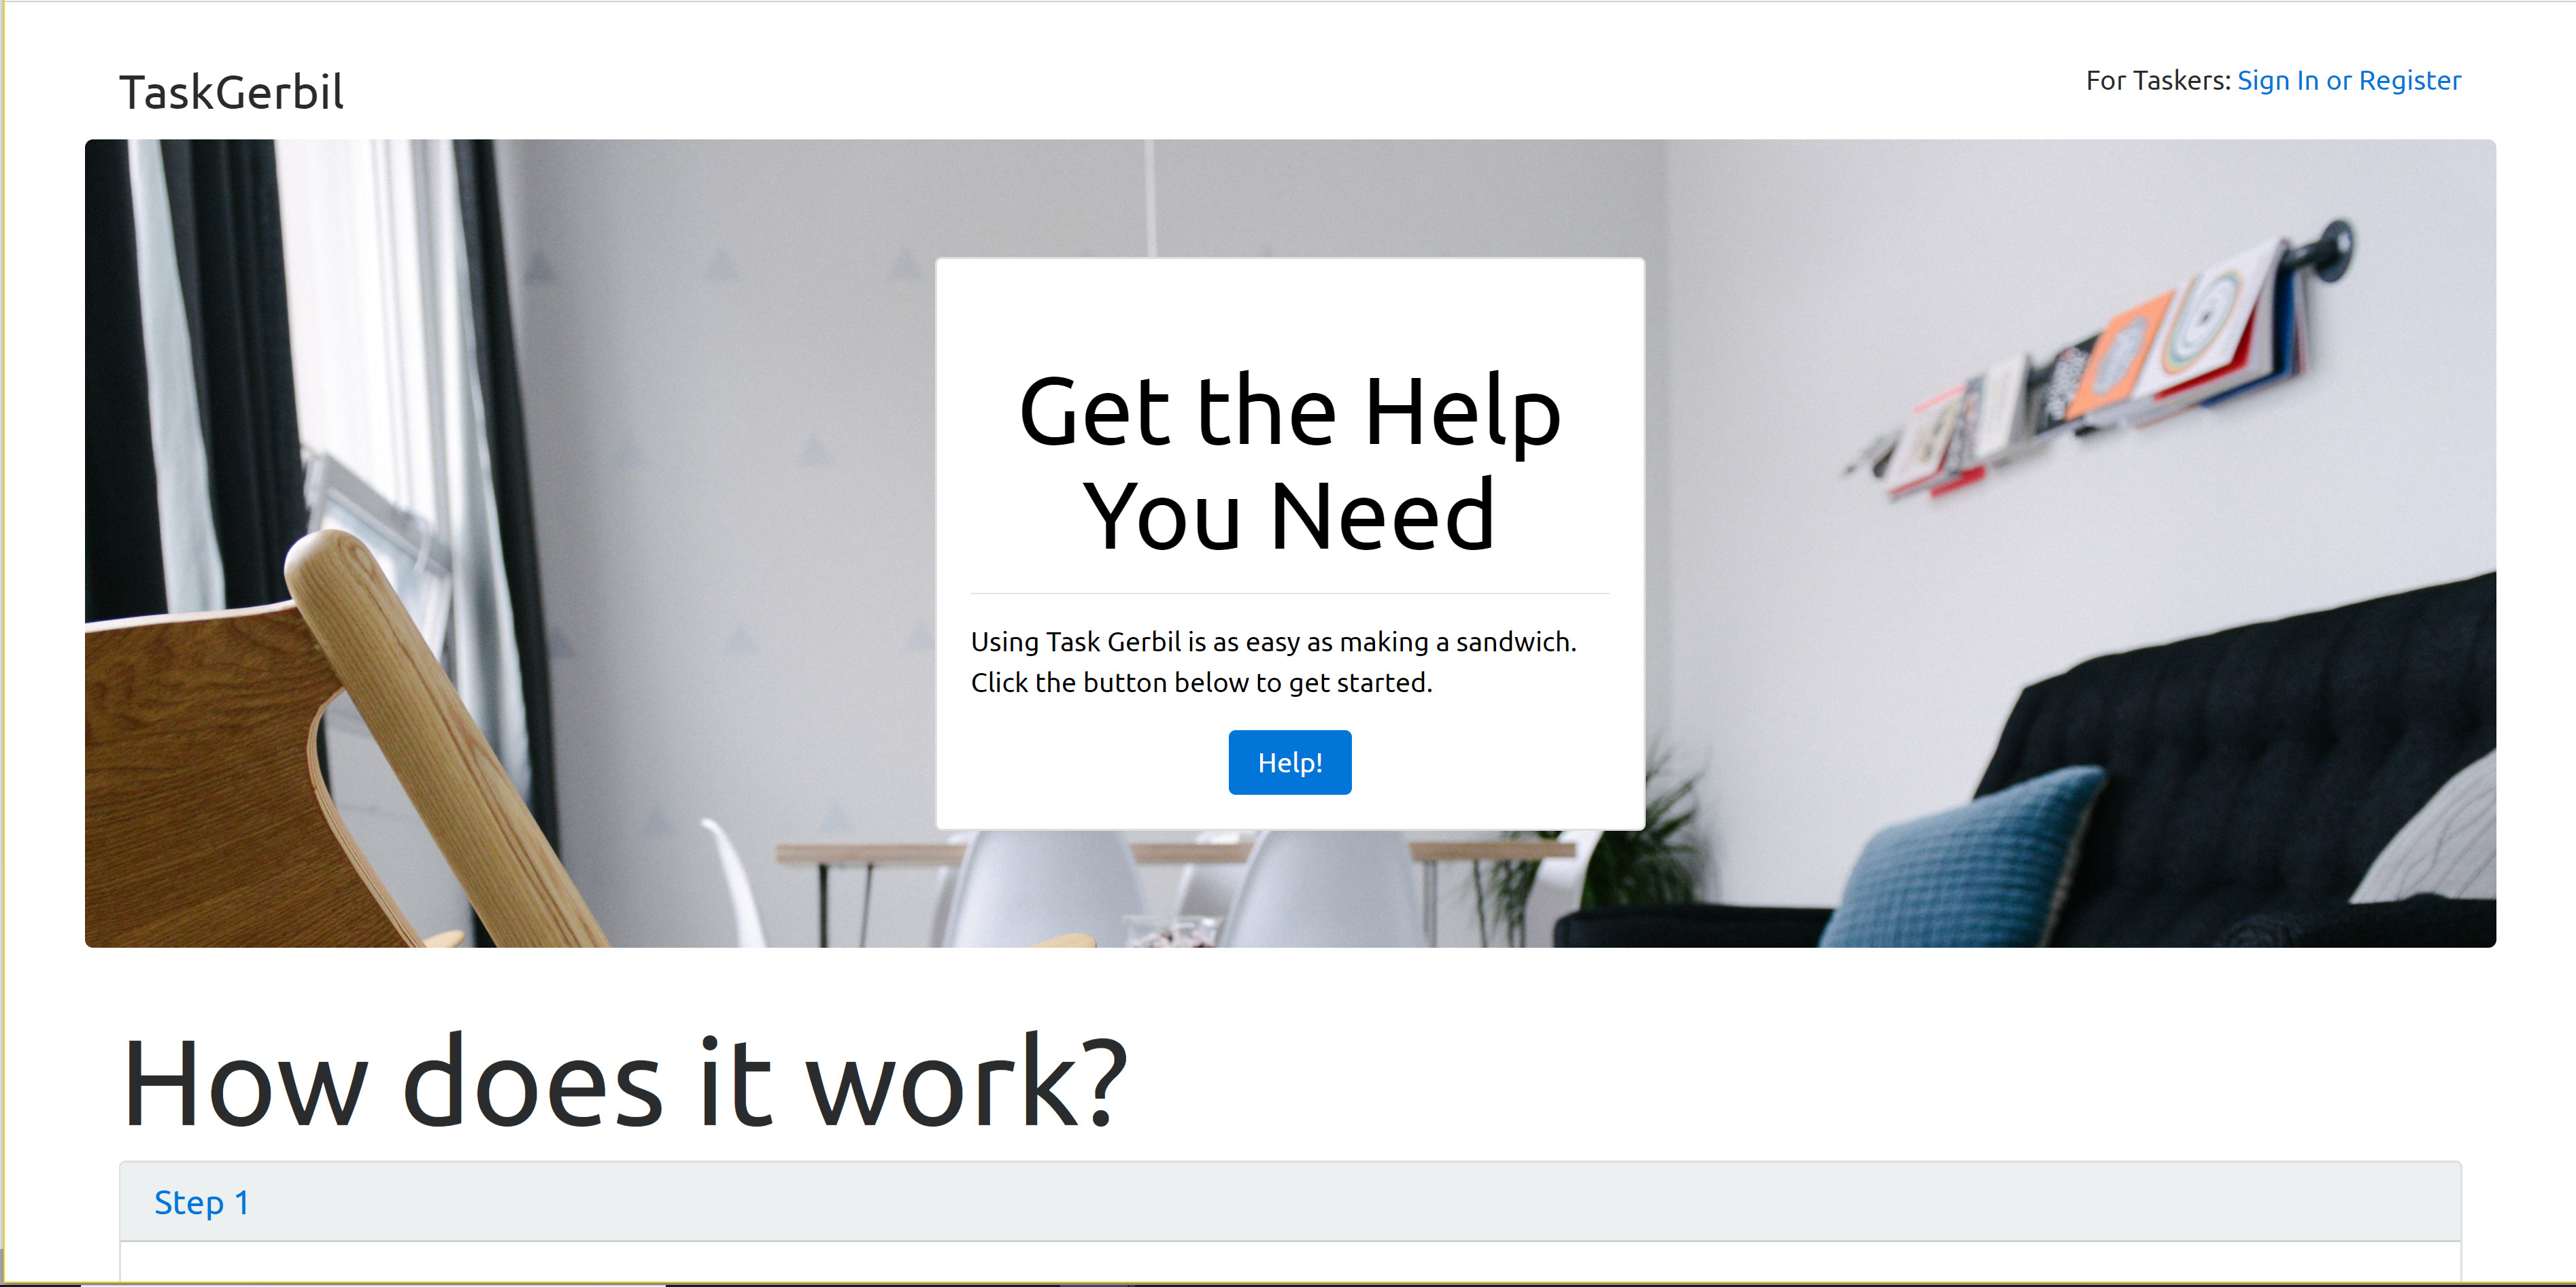 TaskGerbil
For Taskers: Sign In or Register
Get the Help
You Need
Using Task Gerbil is as easy as making a sandwich.
Click the button below to get started.
Help!
How does it work?
Step 1